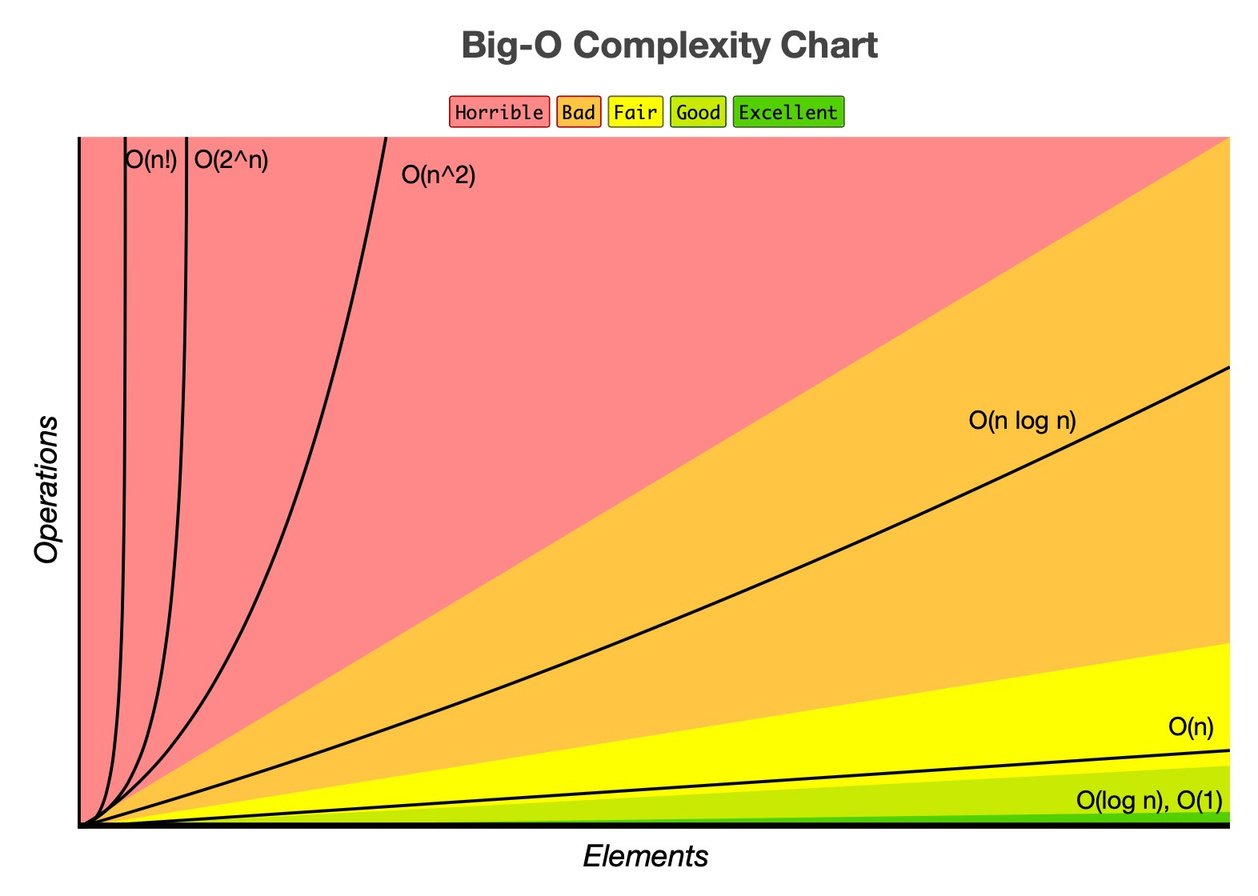 Big-O Complexity Chart
Horrible Bad Fair Good Excellent
O(n!) O(2^n)
O(n^2)
O(n log n)
Operations
O(n)
O(log n), O(1)
Elements